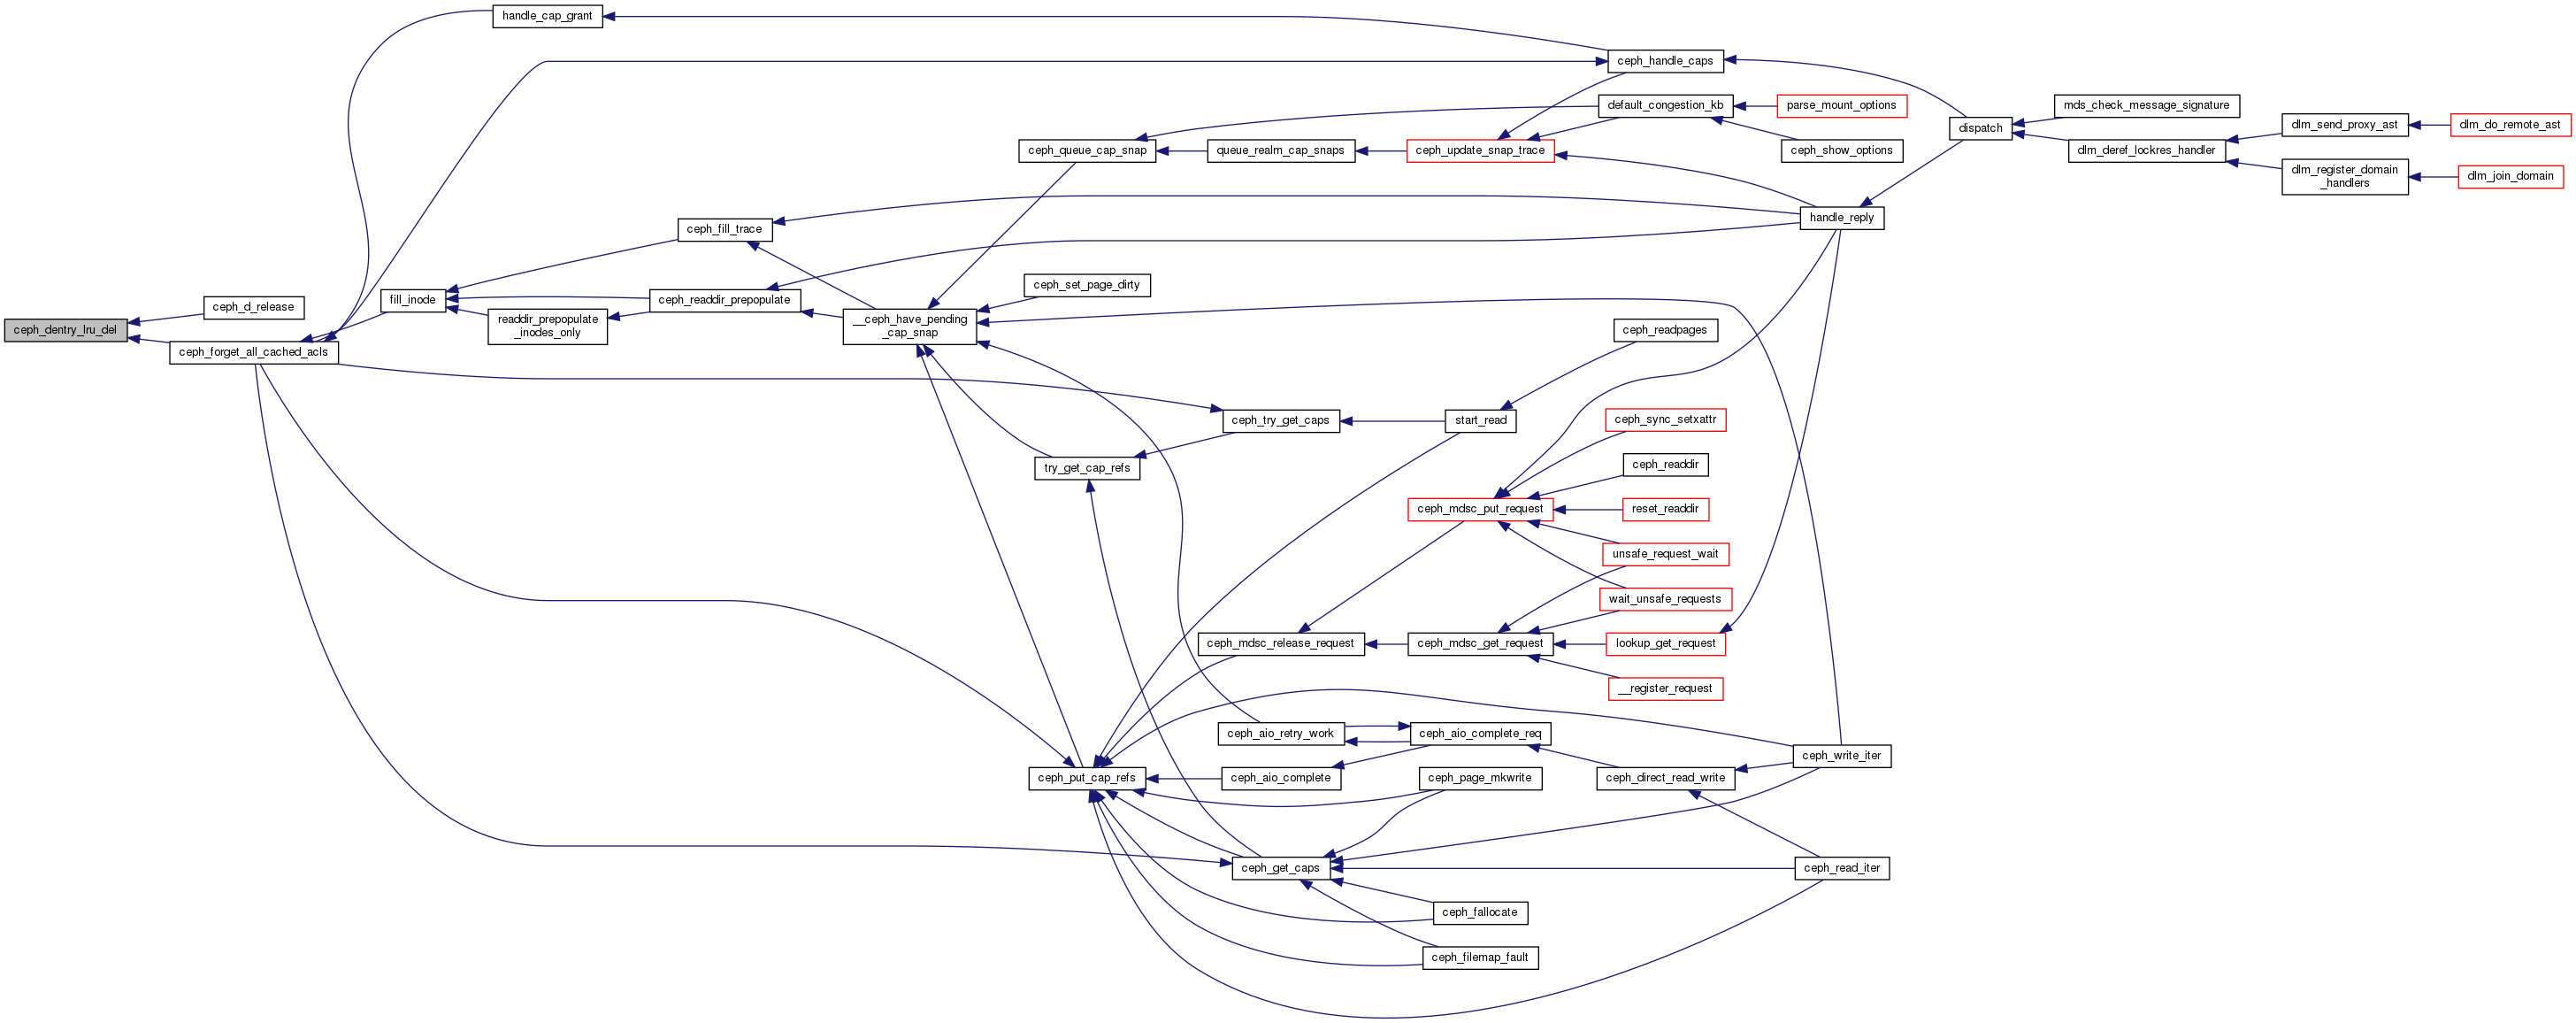 handle_cap_grant
ceph_handle_caps
default_congestion_kb
parse_mount_options
mds_check_message_signature
dispatch
dlm_send_proxy_ast
dlm_do_remote_ast
ceph_queue_cap_snap
queue_realm_cap_snaps
ceph_update_snap_trace
ceph_show_options
dlm_deref_lockres_handler
dlm_register_domain
_handlers
dlm_join_domain
ceph_fill_trace
handle_reply
ceph_set_page_dirty
ceph_d_release
fill_inode
ceph_readdir_prepopulate
readdir_prepopulate
_inodes_only
__ceph_have_pending
_cap_snap
ceph_dentry_lru_del
ceph_forget_all_cached_acls
ceph_readpages
ceph_try_get_caps
start_read
ceph_sync_setxattr
try_get_cap_refs
ceph_readdir
ceph_mdsc_put_request
reset_readdir
unsafe_request_wait
wait_unsafe_requests
ceph_mdsc_release_request
ceph_mdsc_get_request
lookup_get_request
__register_request
ceph_aio_retry_work
ceph_aio_complete_req
ceph_write_iter
ceph_put_cap_refs
ceph_aio_complete
ceph_page_mkwrite
ceph_direct_read_write
ceph_get_caps
ceph_read_iter
ceph_fallocate
ceph_filemap_fault